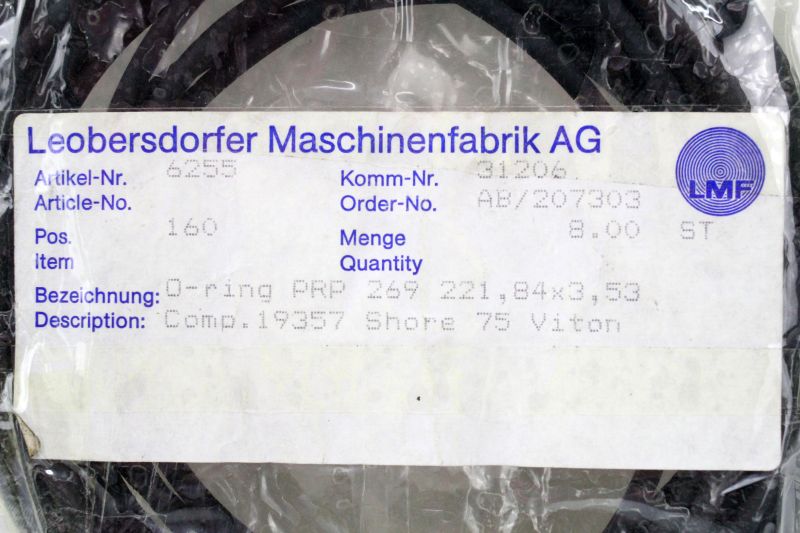 Leobersdorfer Maschinenfabrik AG
LMF
Artikel-Nr. 6255 Komm-Nr. 31206
Article-No. Order-No. AB/207303
Pos. 160 Menge 8.00 ST
Item Quantity
Bezeichnung: O-ring PRP 269 221,84x3,53
Description: Comp.19357 Shore 75 Viton